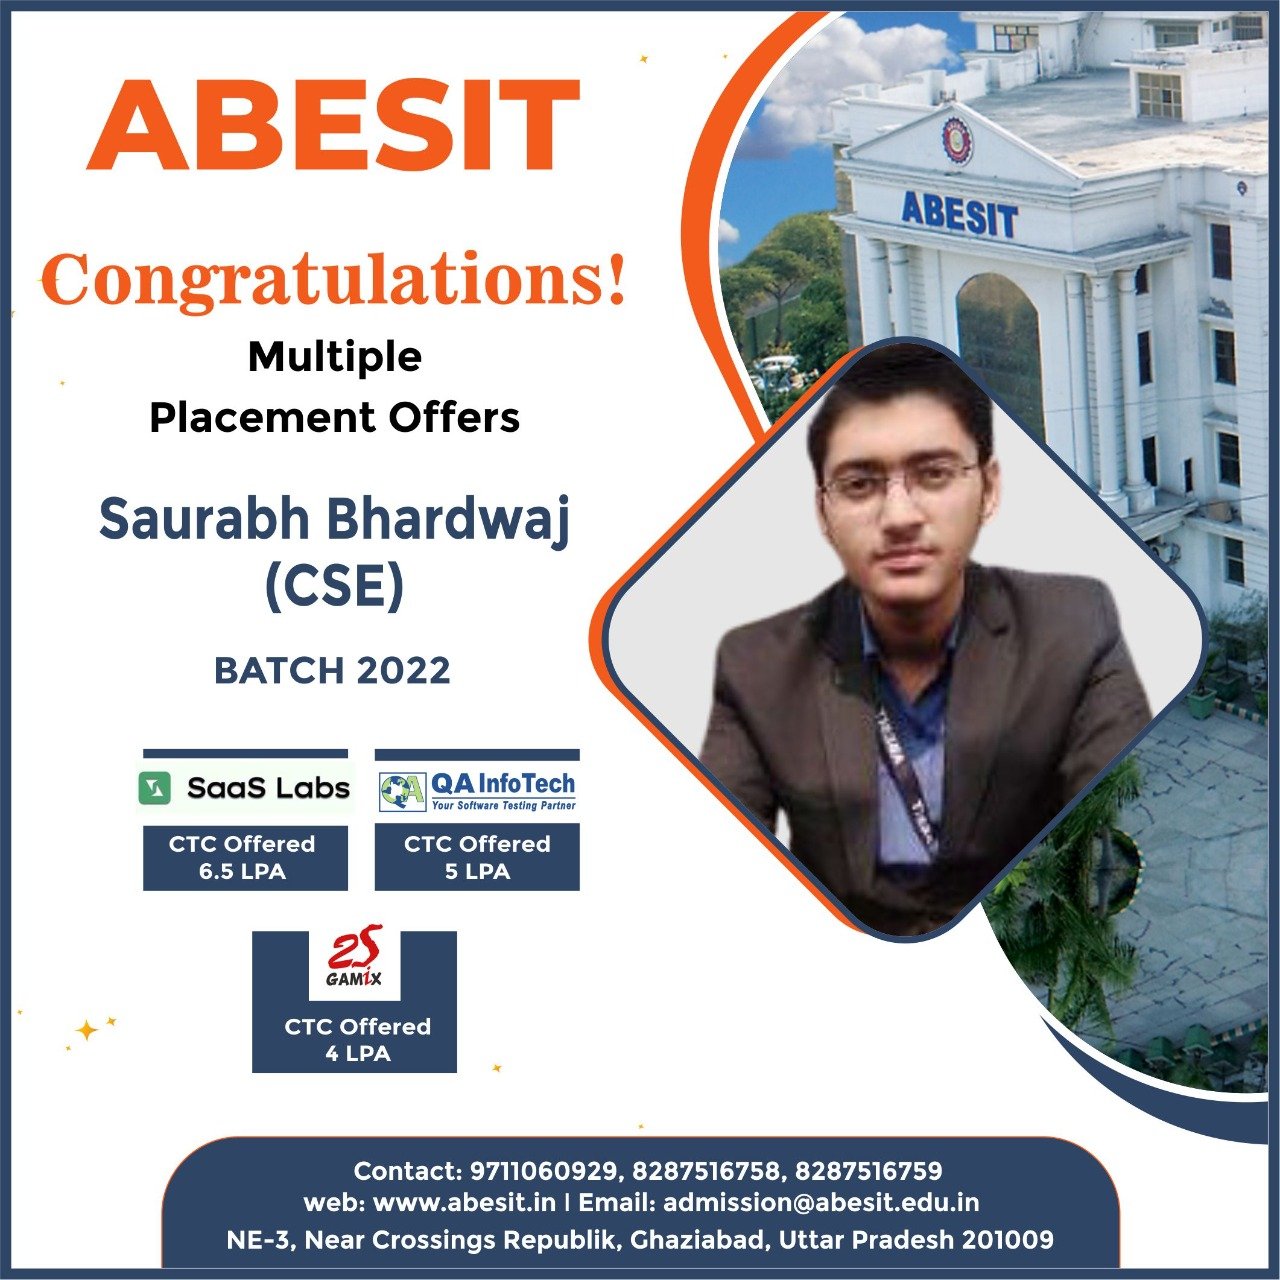 ABESIT
Congratulations!
Multiple
Placement Offers
Saurabh Bhardwaj
(CSE)
BATCH 2022
SaaS Labs
QA QA InfoTech
Your Software Testing Partner
CTC Offered
6.5 LPA
CTC Offered
5 LPA
2S
GAMiX
CTC Offered
4 LPA
ABESIT
Contact: 9711060929, 8287516758, 8287516759
web: www.abesit.in | Email: admission@abesit.edu.in
NE-3, Near Crossings Republik, Ghaziabad, Uttar Pradesh 201009